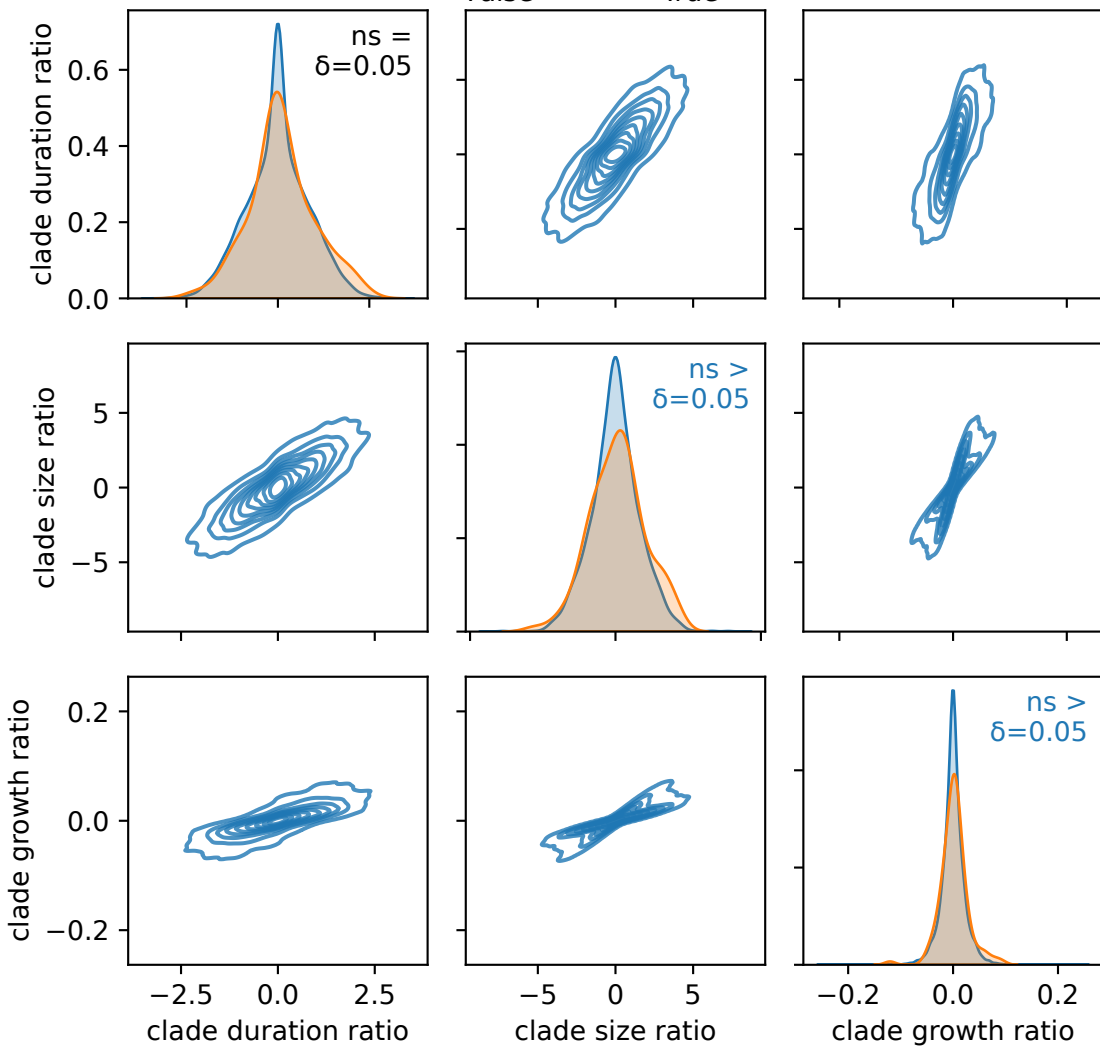 clade duration ratio
0.6
0.4
0.2
0.0
ns =
δ=0.05
clade size ratio
5
0
−5
ns >
δ=0.05
clade growth ratio
0.2
0.0
−0.2
ns >
δ=0.05
−2.5 0.0 2.5
−5 0 5
−0.2 0.0 0.2
clade duration ratio
clade size ratio
clade growth ratio